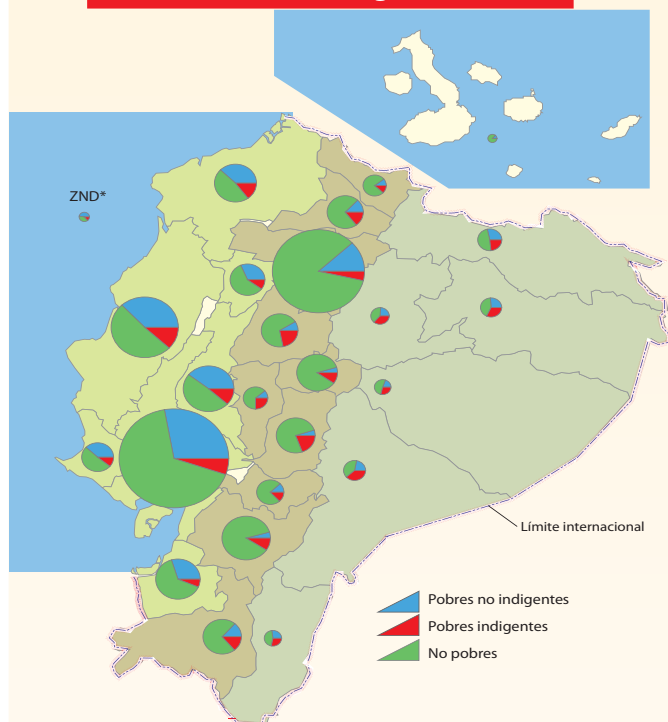 ZND*
Límite internacional
Pobres no indigentes
Pobres indigentes
No pobres